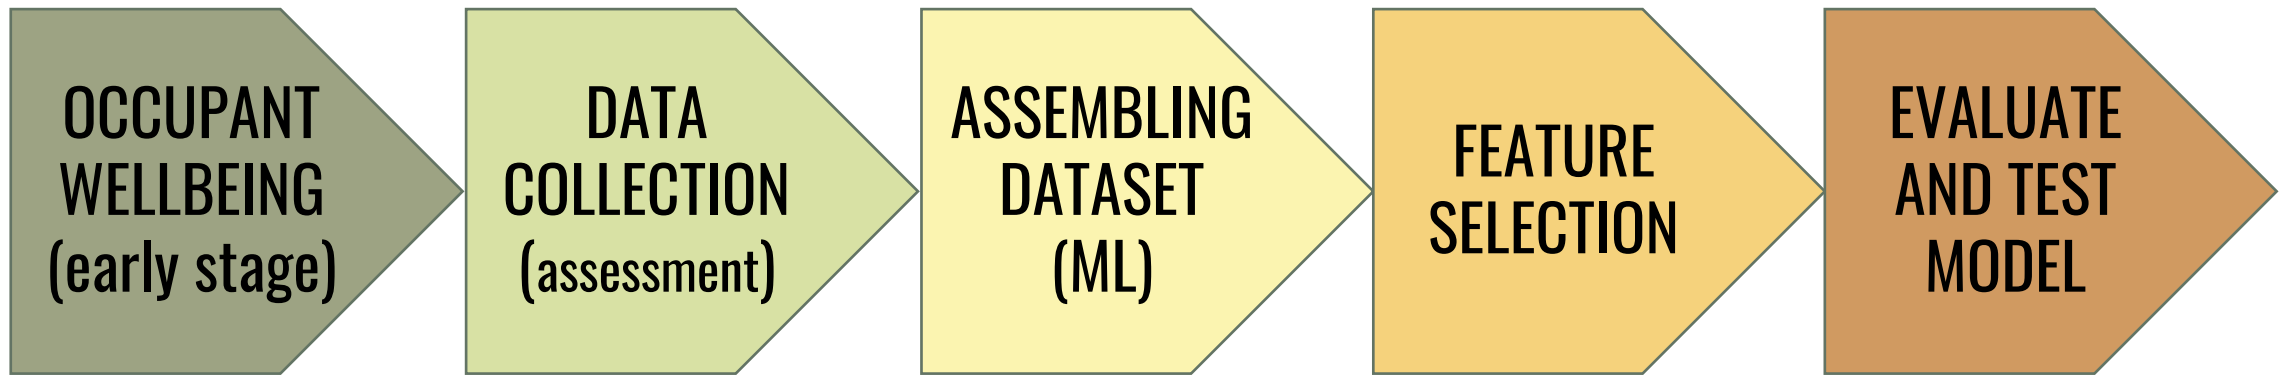 OCCUPANT
WELLBEING
(early stage)
DATA
COLLECTION
(assessment)
ASSEMBLING
DATASET
(ML)
FEATURE
SELECTION
EVALUATE
AND TEST
MODEL